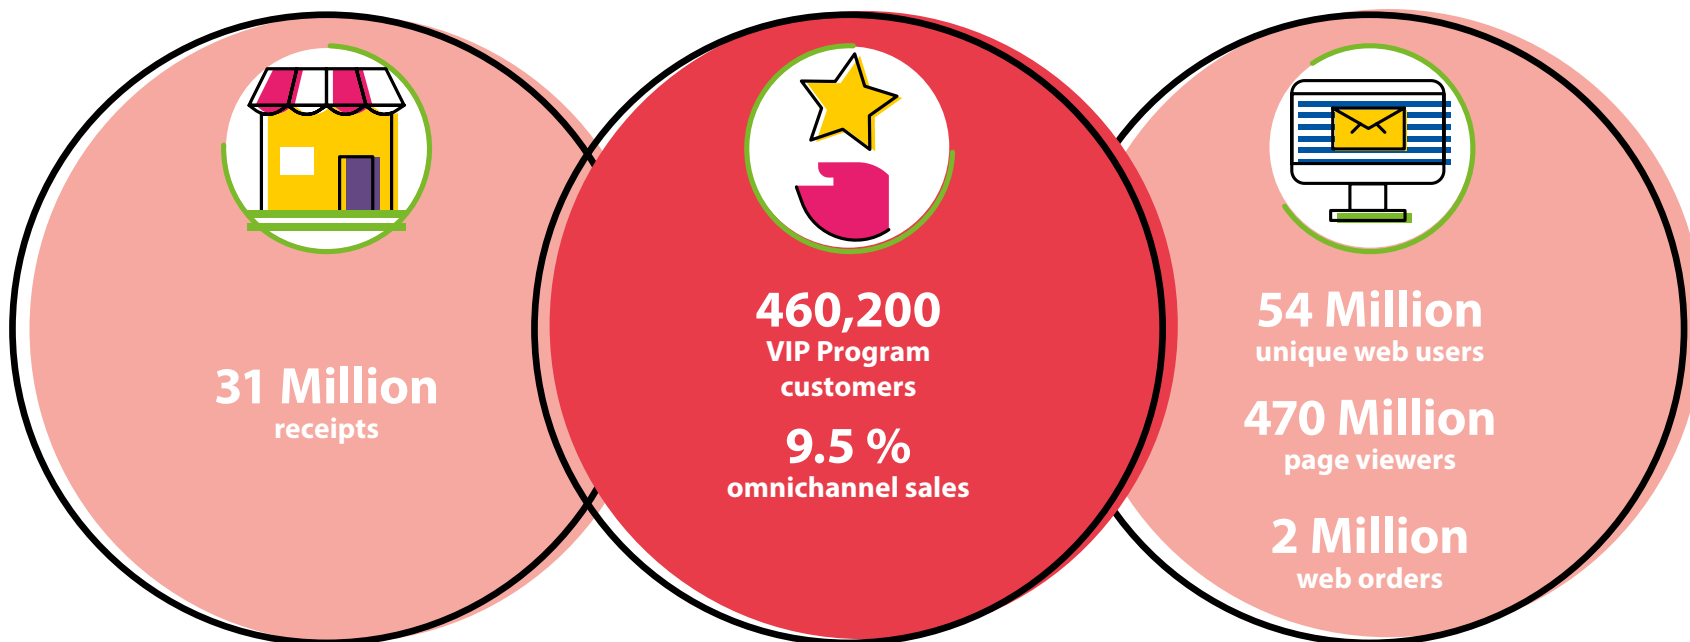 31 Million
receipts
460,200
VIP Program
customers
9.5 %
omnichannel sales
54 Million
unique web users
470 Million
page viewers
2 Million
web orders